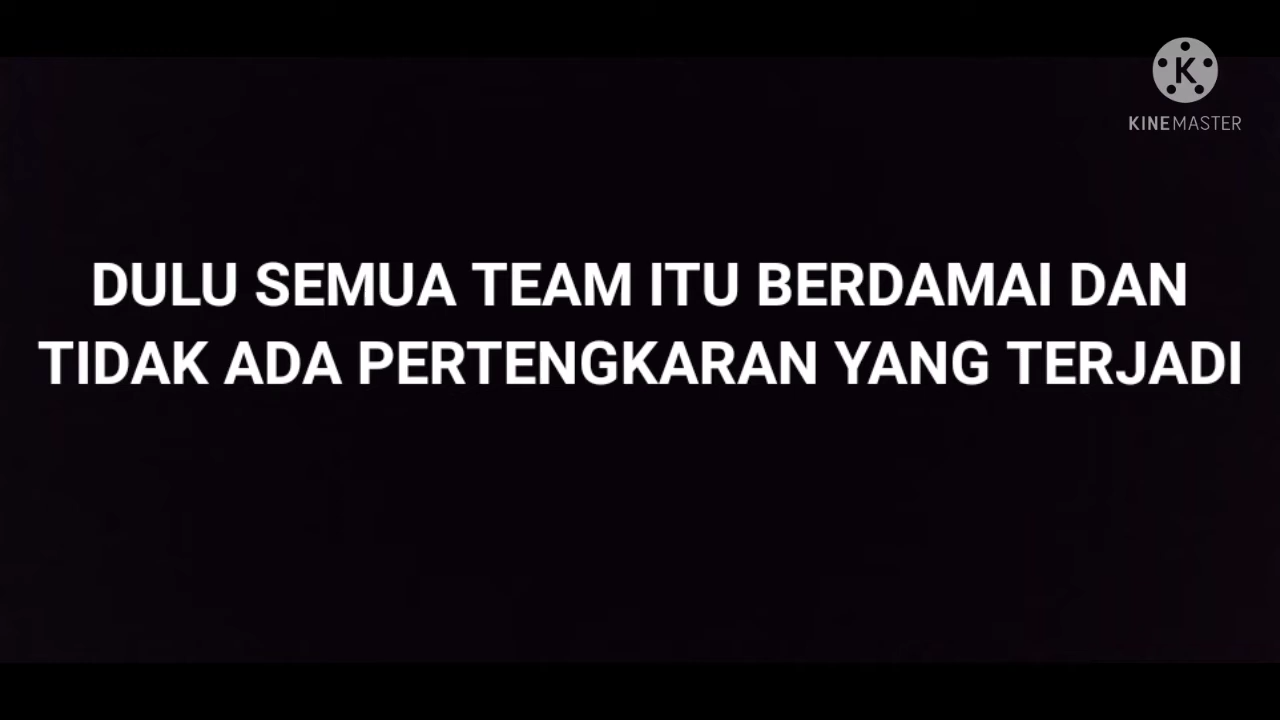 K
KINEMASTER
DULU SEMUA TEAM ITU BERDAMAI DAN
TIDAK ADA PERTENGKARAN YANG TERJADI